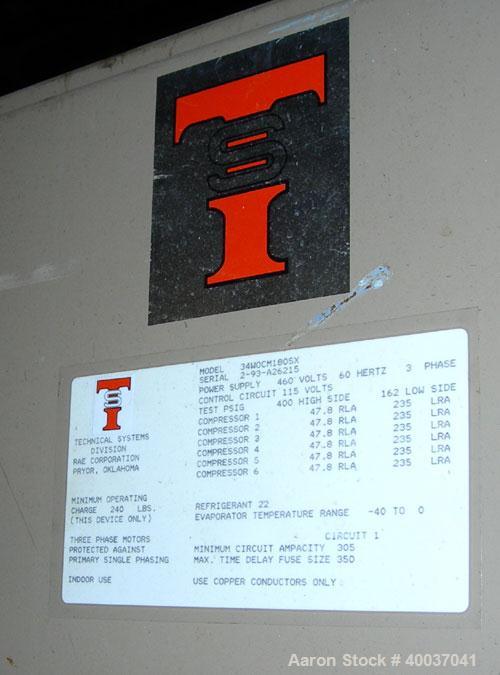 TSI
TSI
TECHNICAL SYSTEMS
DIVISION
RAE CORPORATION
PRYOR, OKLAHOMA
MODEL 34WOCM180SX
SERIAL 2-93-A26215
POWER SUPPLY 460 VOLTS 60 HERTZ 3 PHASE
CONTROL CIRCUIT 115 VOLTS
TEST PSIG 400 HIGH SIDE 162 LOW SIDE
COMPRESSOR 1 47.8 RLA 235 LRA
COMPRESSOR 2 47.8 RLA 235 LRA
COMPRESSOR 3 47.8 RLA 235 LRA
COMPRESSOR 4 47.8 RLA 235 LRA
COMPRESSOR 5 47.8 RLA 235 LRA
COMPRESSOR 6 47.8 RLA 235 LRA
MINIMUM OPERATING
CHARGE 240 LBS.
(THIS DEVICE ONLY)
REFRIGERANT 22
EVAPORATOR TEMPERATURE RANGE -40 TO 0
THREE PHASE MOTORS
PROTECTED AGAINST
PRIMARY SINGLE PHASING
CIRCUIT 1
MINIMUM CIRCUIT AMPACITY 305
MAX. TIME DELAY FUSE SIZE 350
INDOOR USE
USE COPPER CONDUCTORS ONLY
Aaron Stock # 40037041